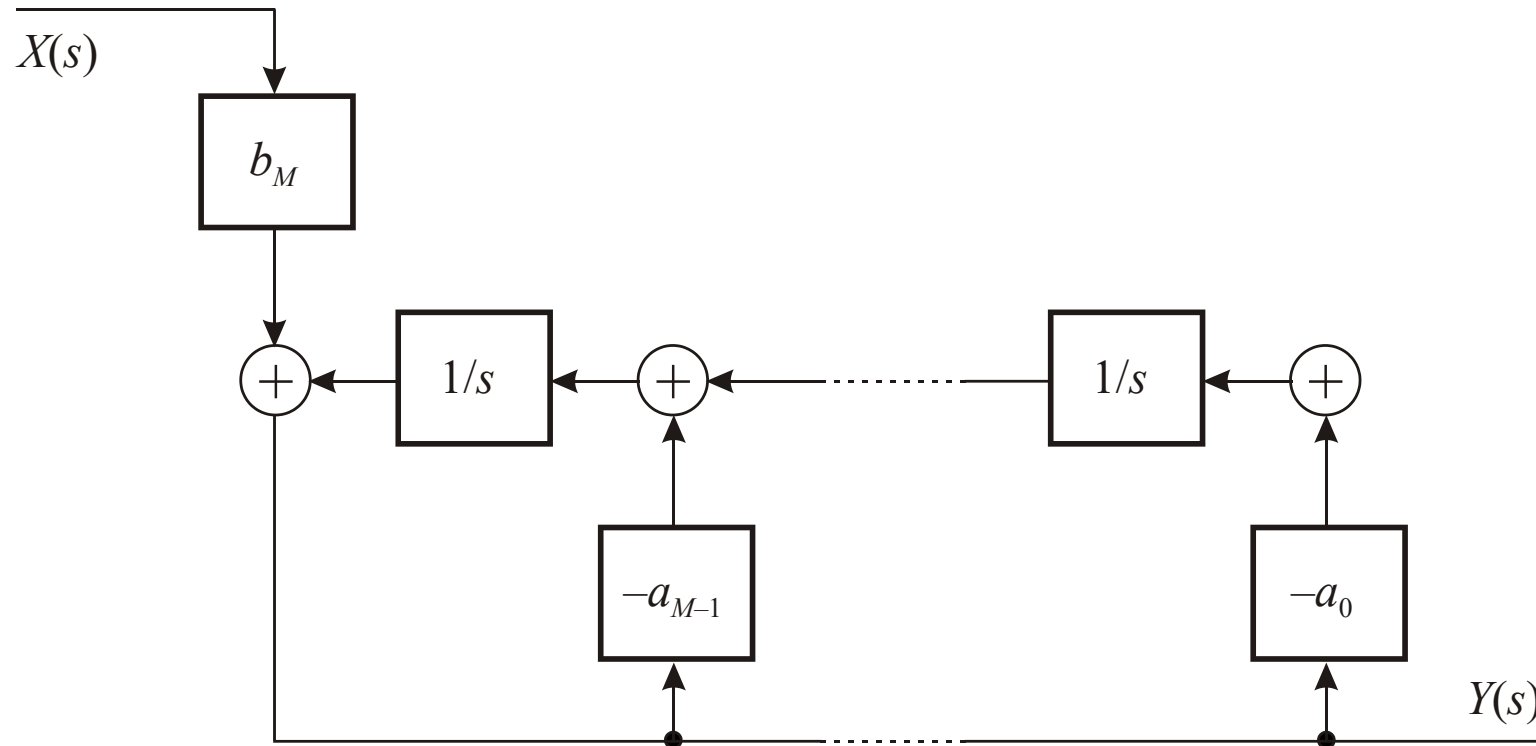 X(s)
b_M
+
1/s
+
1/s
+
–a_{M–1}
–a_0
Y(s)